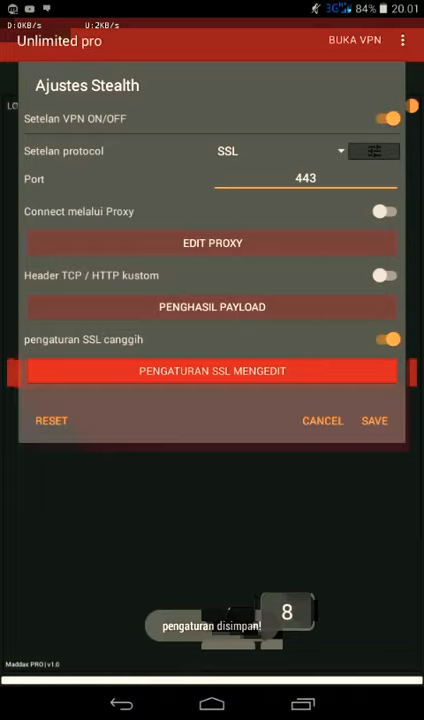 3G 84% 20.01
D:0KB/s U:2KB/s
Unlimited pro BUKA VPN
LO
Ajustes Stealth
Setelan VPN ON/OFF
Setelan protocol SSL
Port 443
Connect melalui Proxy
EDIT PROXY
Header TCP / HTTP kustom
PENGHASIL PAYLOAD
pengaturan SSL canggih
PENGATURAN SSL MENGEDIT
RESET CANCEL SAVE
8
pengaturan disimpan!
Maddax PRO | v1.0